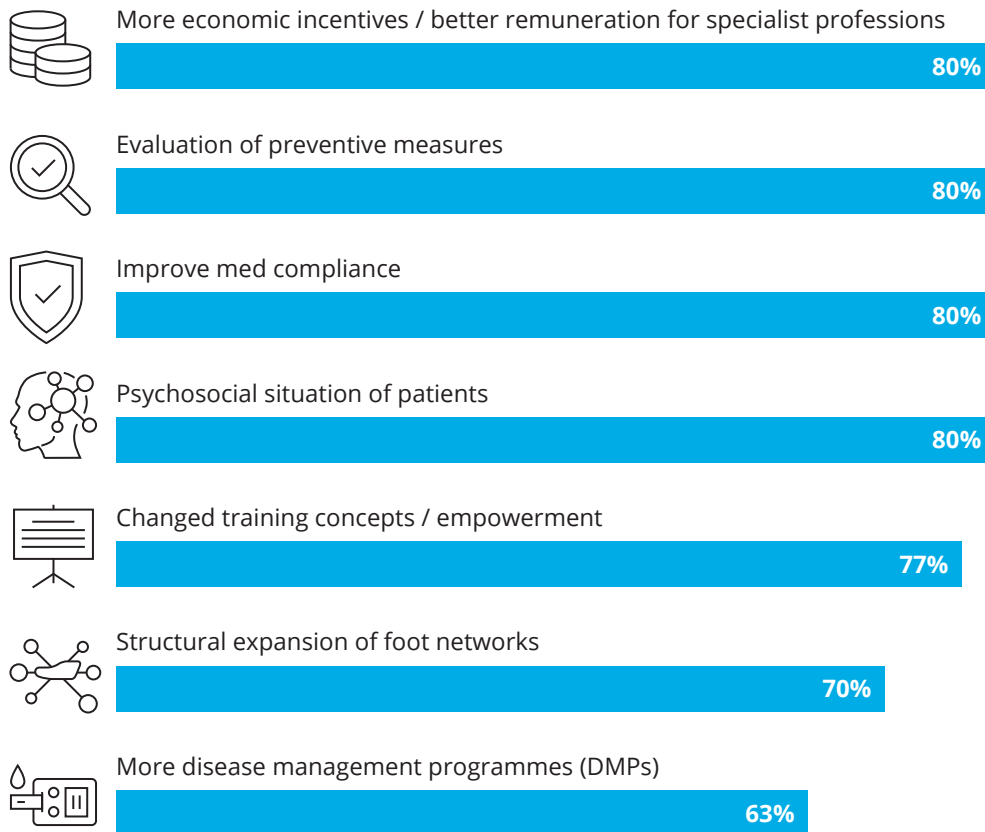 More economic incentives / better remuneration for specialist professions
80%
Evaluation of preventive measures
80%
Improve med compliance
80%
Psychosocial situation of patients
80%
Changed training concepts / empowerment
77%
Structural expansion of foot networks
70%
More disease management programmes (DMPs)
63%